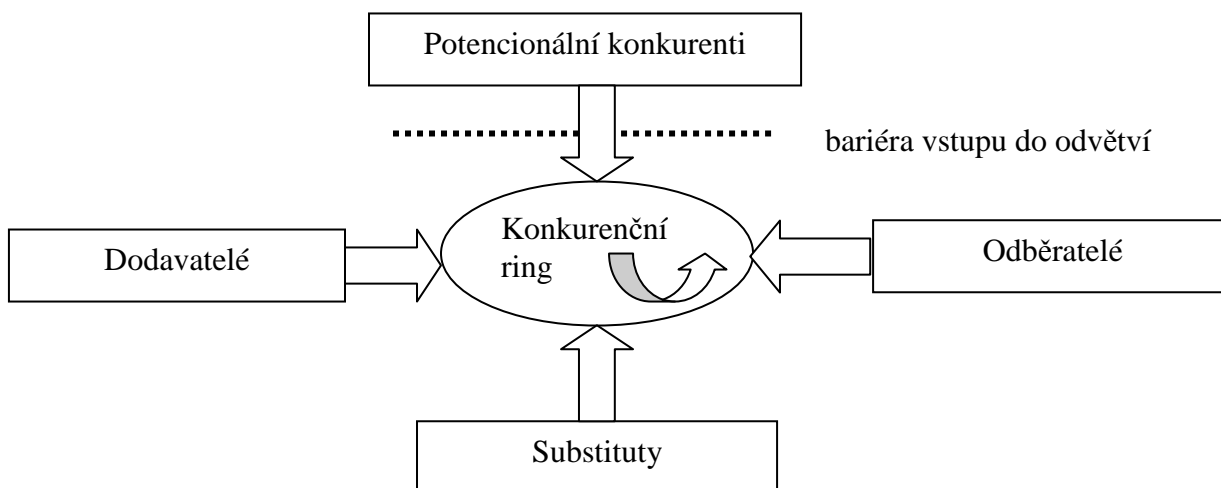 Potencionální konkurenti
bariéra vstupu do odvětví
Konkurenční
ring
Dodavatelé
Odběratelé
Substituty